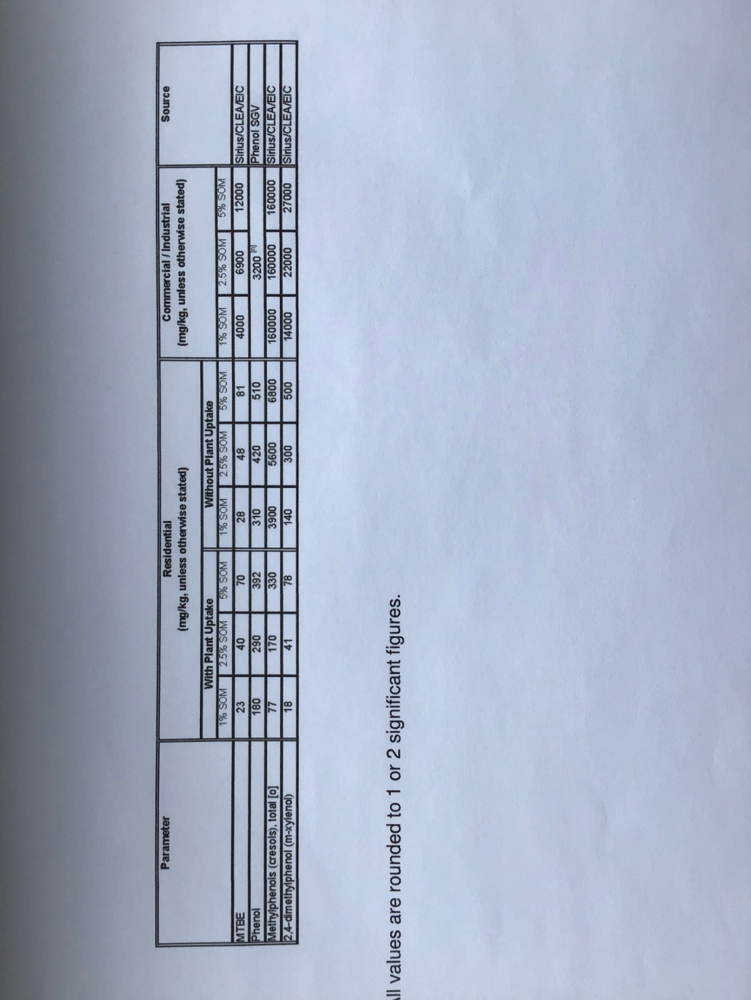 Parameter Residential Commercial / Industrial Source
(mg/kg, unless otherwise stated) (mg/kg, unless otherwise stated)
With Plant Uptake Without Plant Uptake
1% SOM 2.5% SOM 5% SOM 1% SOM 2.5% SOM 5% SOM 1% SOM 2.5% SOM 5% SOM
MTBE 23 40 70 28 48 81 4000 6900 12000 Sirius/CLEA/EIC
Phenol 180 290 392 310 420 510 3200 [n] Phenol SGV
Methylphenols (cresols), total [o] 77 170 330 3900 5600 6800 160000 160000 160000 Sirius/CLEA/EIC
2,4-dimethylphenol (m-xylenol) 18 41 78 140 300 500 14000 22000 27000 Sirius/CLEA/EIC
All values are rounded to 1 or 2 significant figures.